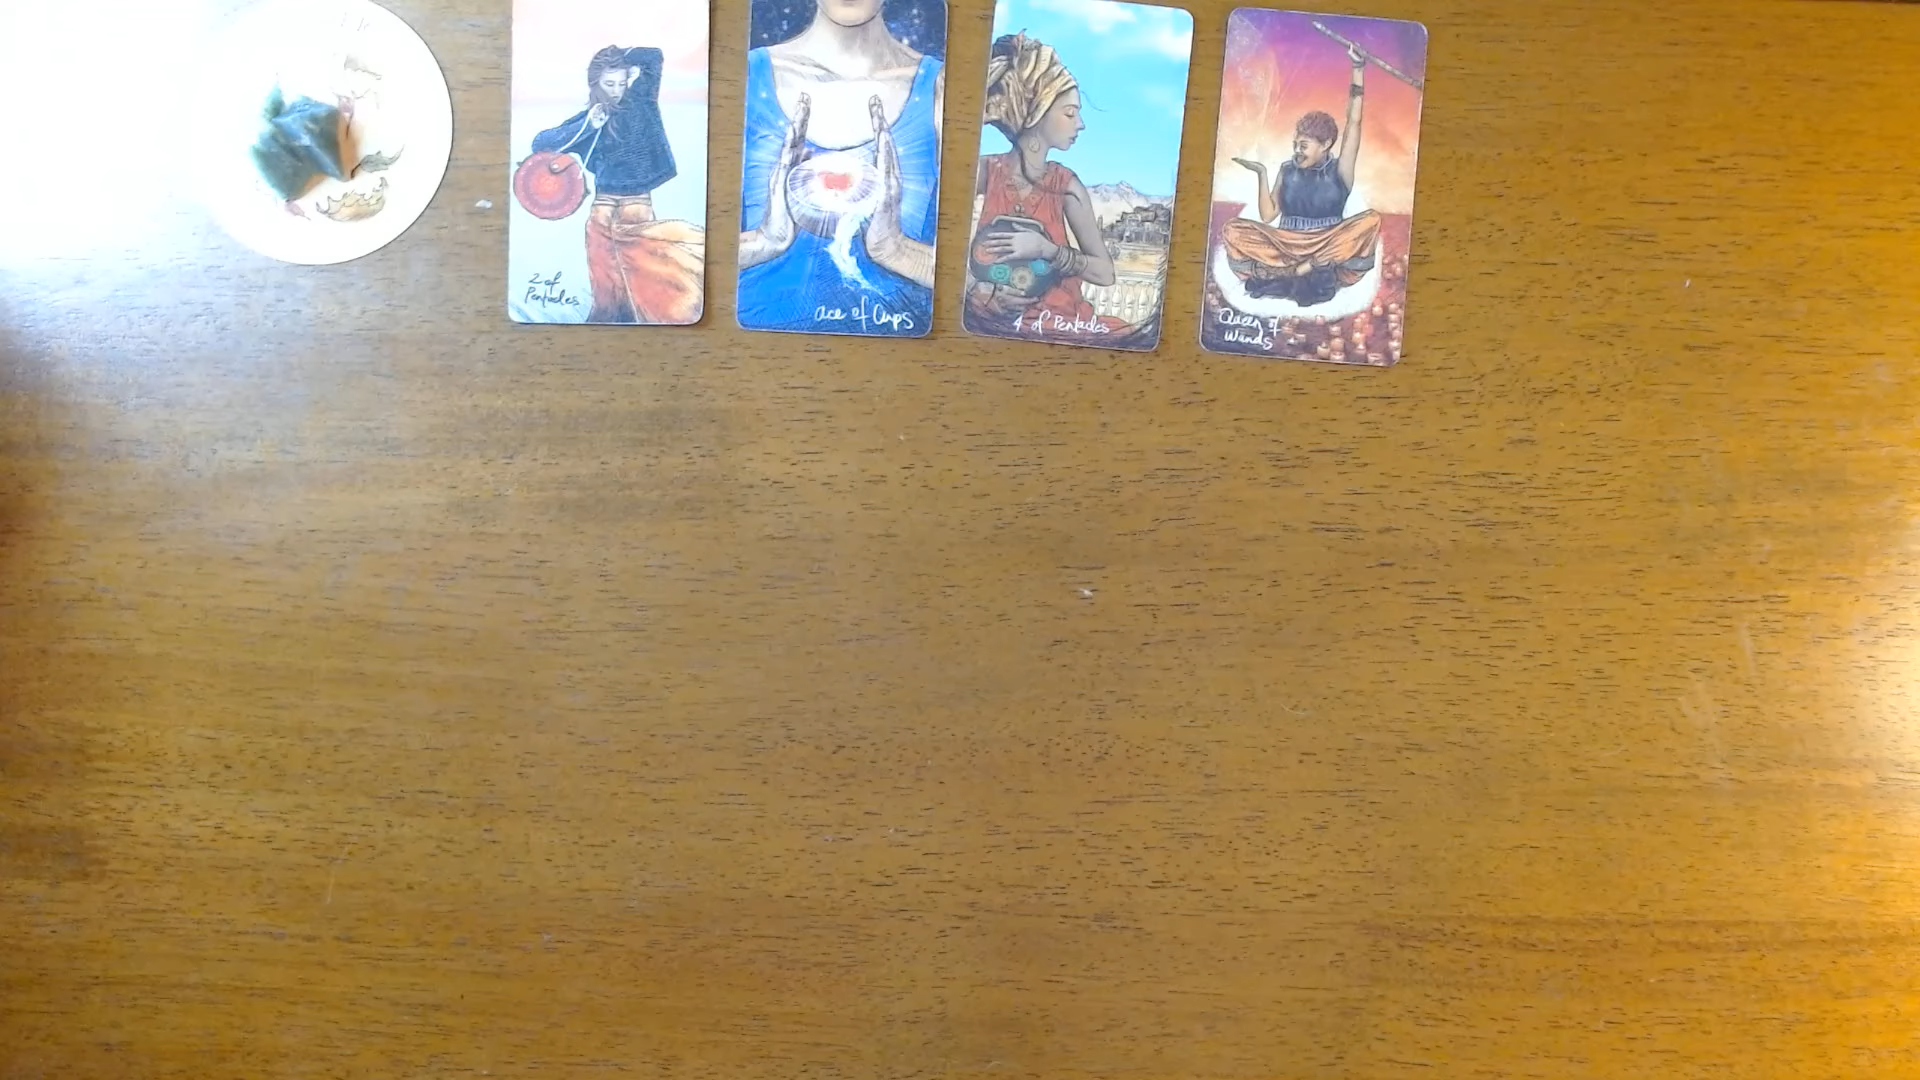 2 of
Pentacles
ace of Cups
4 of Pentacles
Queen of
Wands